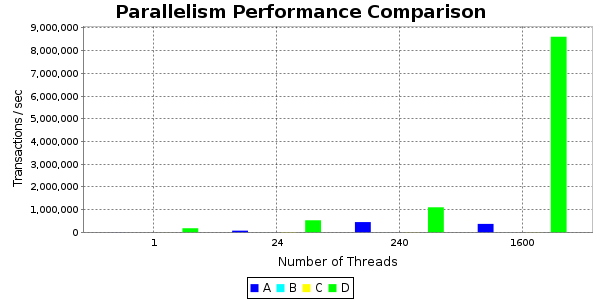 Parallelism Performance Comparison
9,000,000
8,000,000
7,000,000
6,000,000
5,000,000
4,000,000
3,000,000
2,000,000
1,000,000
0
Transactions / sec
1 24 240 1600
Number of Threads
A B C D